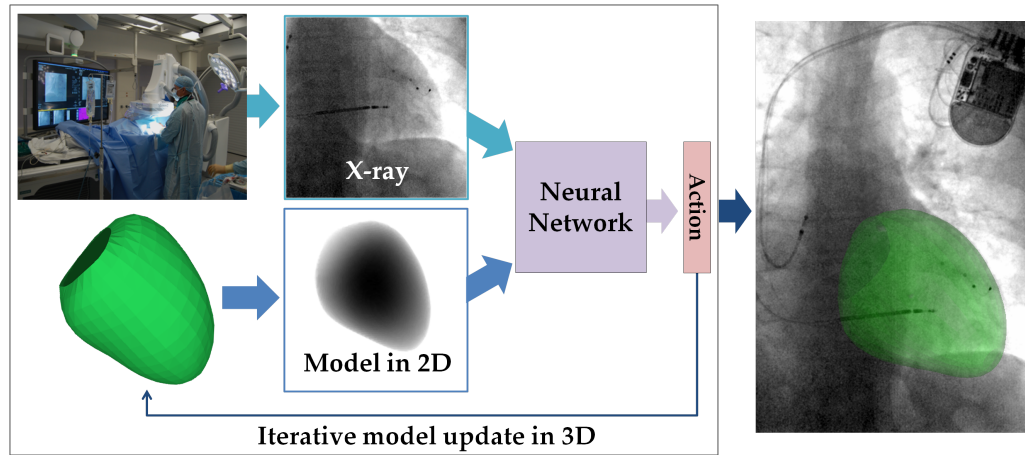 X-ray
Neural
Network
Action
Model in 2D
Iterative model update in 3D